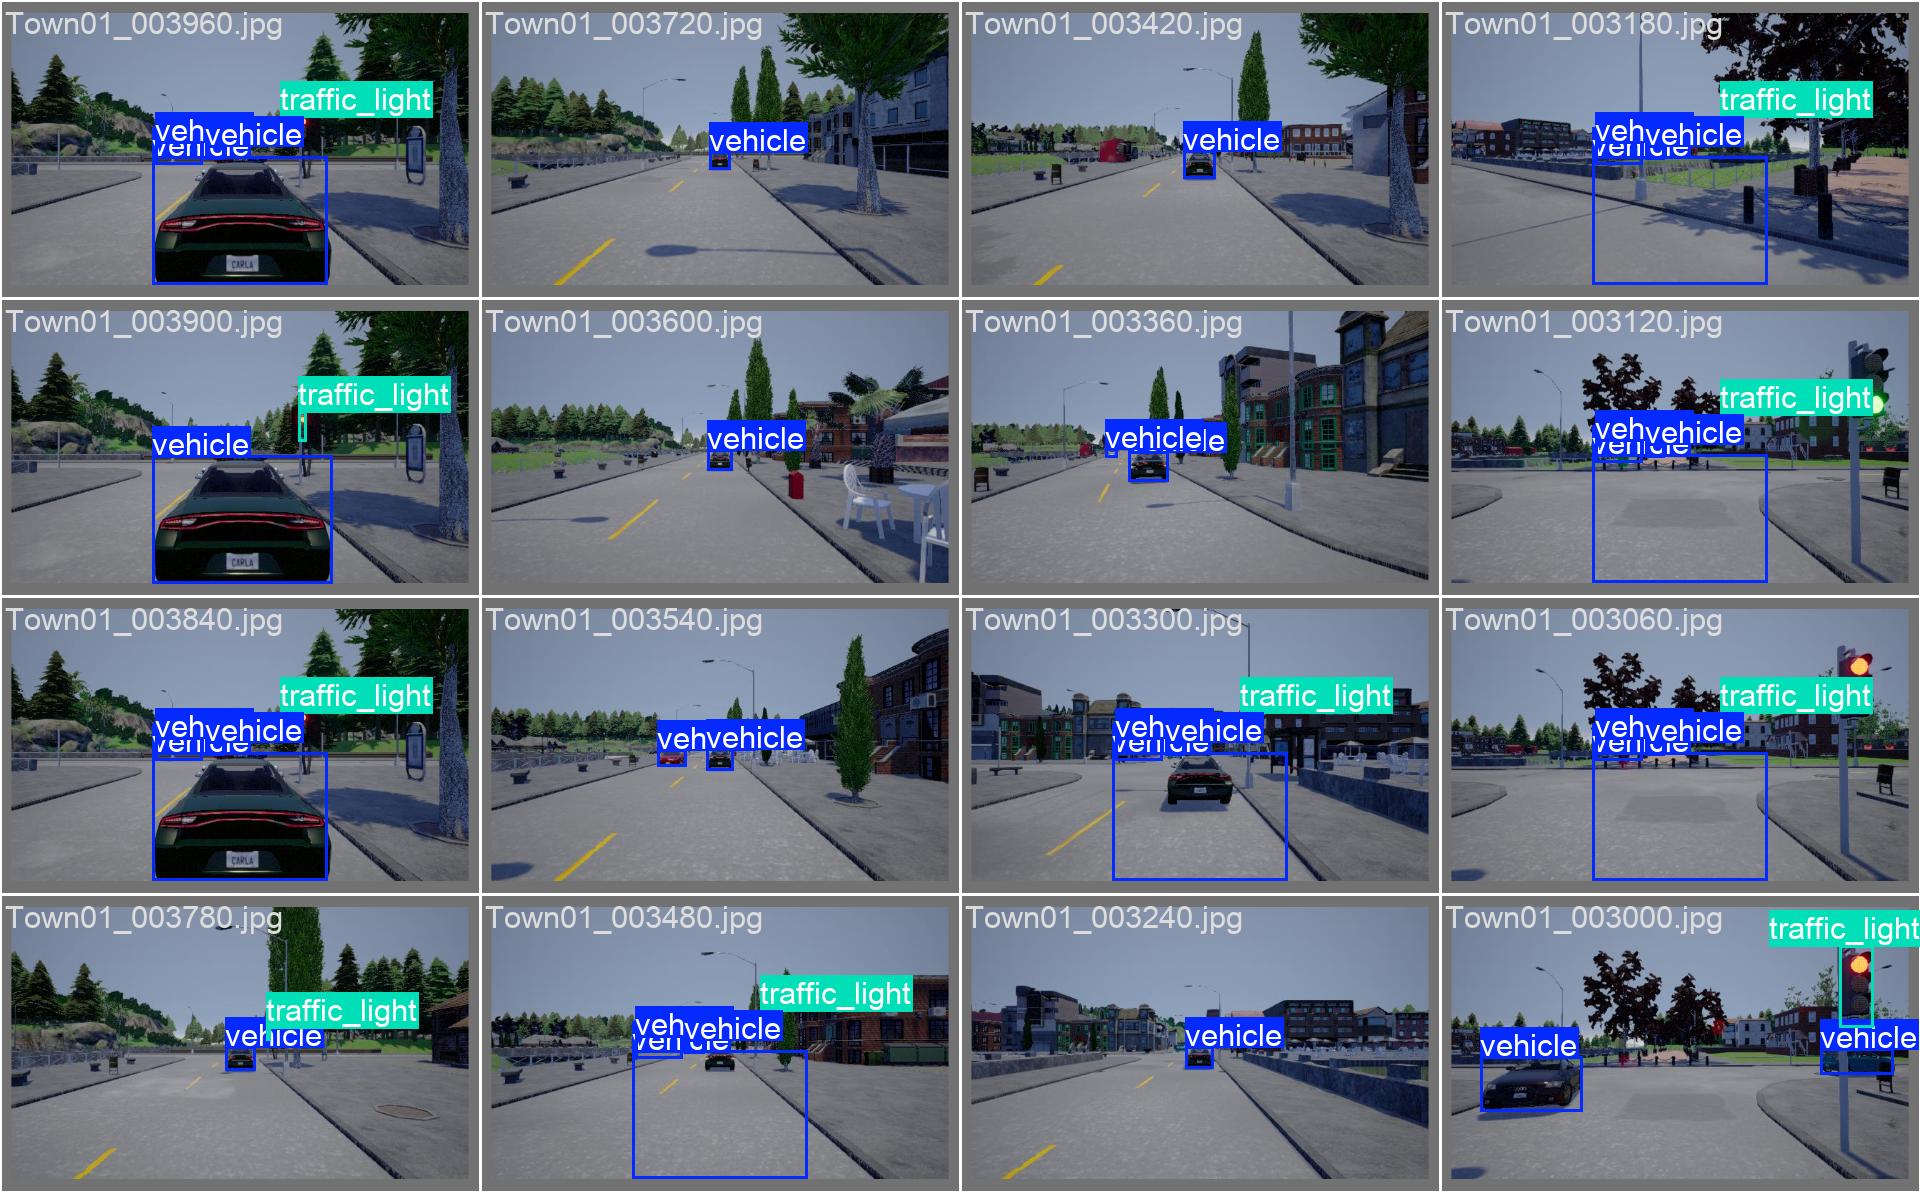 Town01_003960.jpg
traffic_light
vehvehicle
vehicle
CARLA
Town01_003720.jpg
vehicle
Town01_003420.jpg
vehicle
Town01_003180.jpg
traffic_light
vehvehicle
vehicle
Town01_003900.jpg
traffic_light
vehicle
CARLA
Town01_003600.jpg
vehicle
Town01_003360.jpg
vehiclele
Town01_003120.jpg
traffic_light
vehvehicle
vehicle
Town01_003840.jpg
traffic_light
vehvehicle
vehicle
CARLA
Town01_003540.jpg
vehvehicle
Town01_003300.jpg
traffic_light
vehvehicle
vehicle
Town01_003060.jpg
traffic_light
vehvehicle
vehicle
Town01_003780.jpg
traffic_light
vehicle
Town01_003480.jpg
traffic_light
vehvehicle
vehicle
Town01_003240.jpg
vehicle
Town01_003000.jpg
traffic_light
vehicle
vehicle